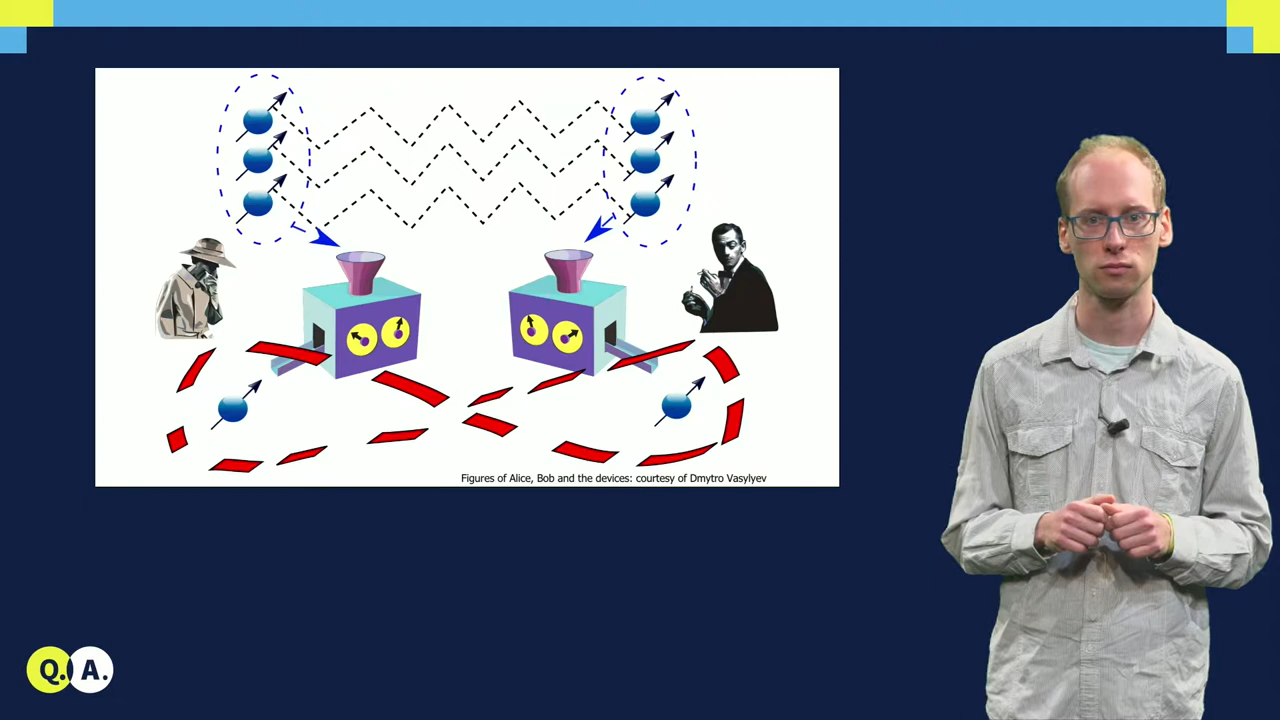 Figures of Alice, Bob and the devices: courtesy of Dmytro Vasylyev
Q. A.